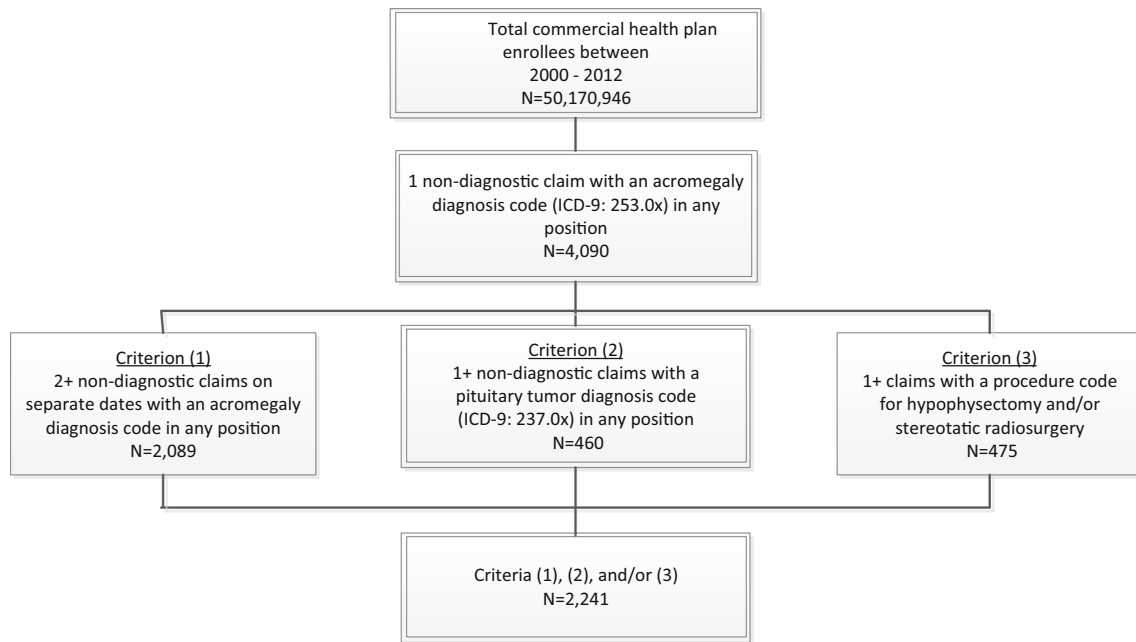 Total commercial health plan
enrollees between
2000 - 2012
N=50,170,946
1 non-diagnostic claim with an acromegaly
diagnosis code (ICD-9: 253.0x) in any
position
N=4,090
Criterion (1)
2+ non-diagnostic claims on
separate dates with an acromegaly
diagnosis code in any position
N=2,089
Criterion (2)
1+ non-diagnostic claims with a
pituitary tumor diagnosis code
(ICD-9: 237.0x) in any position
N=460
Criterion (3)
1+ claims with a procedure code
for hypophysectomy and/or
stereotatic radiosurgery
N=475
Criteria (1), (2), and/or (3)
N=2,241